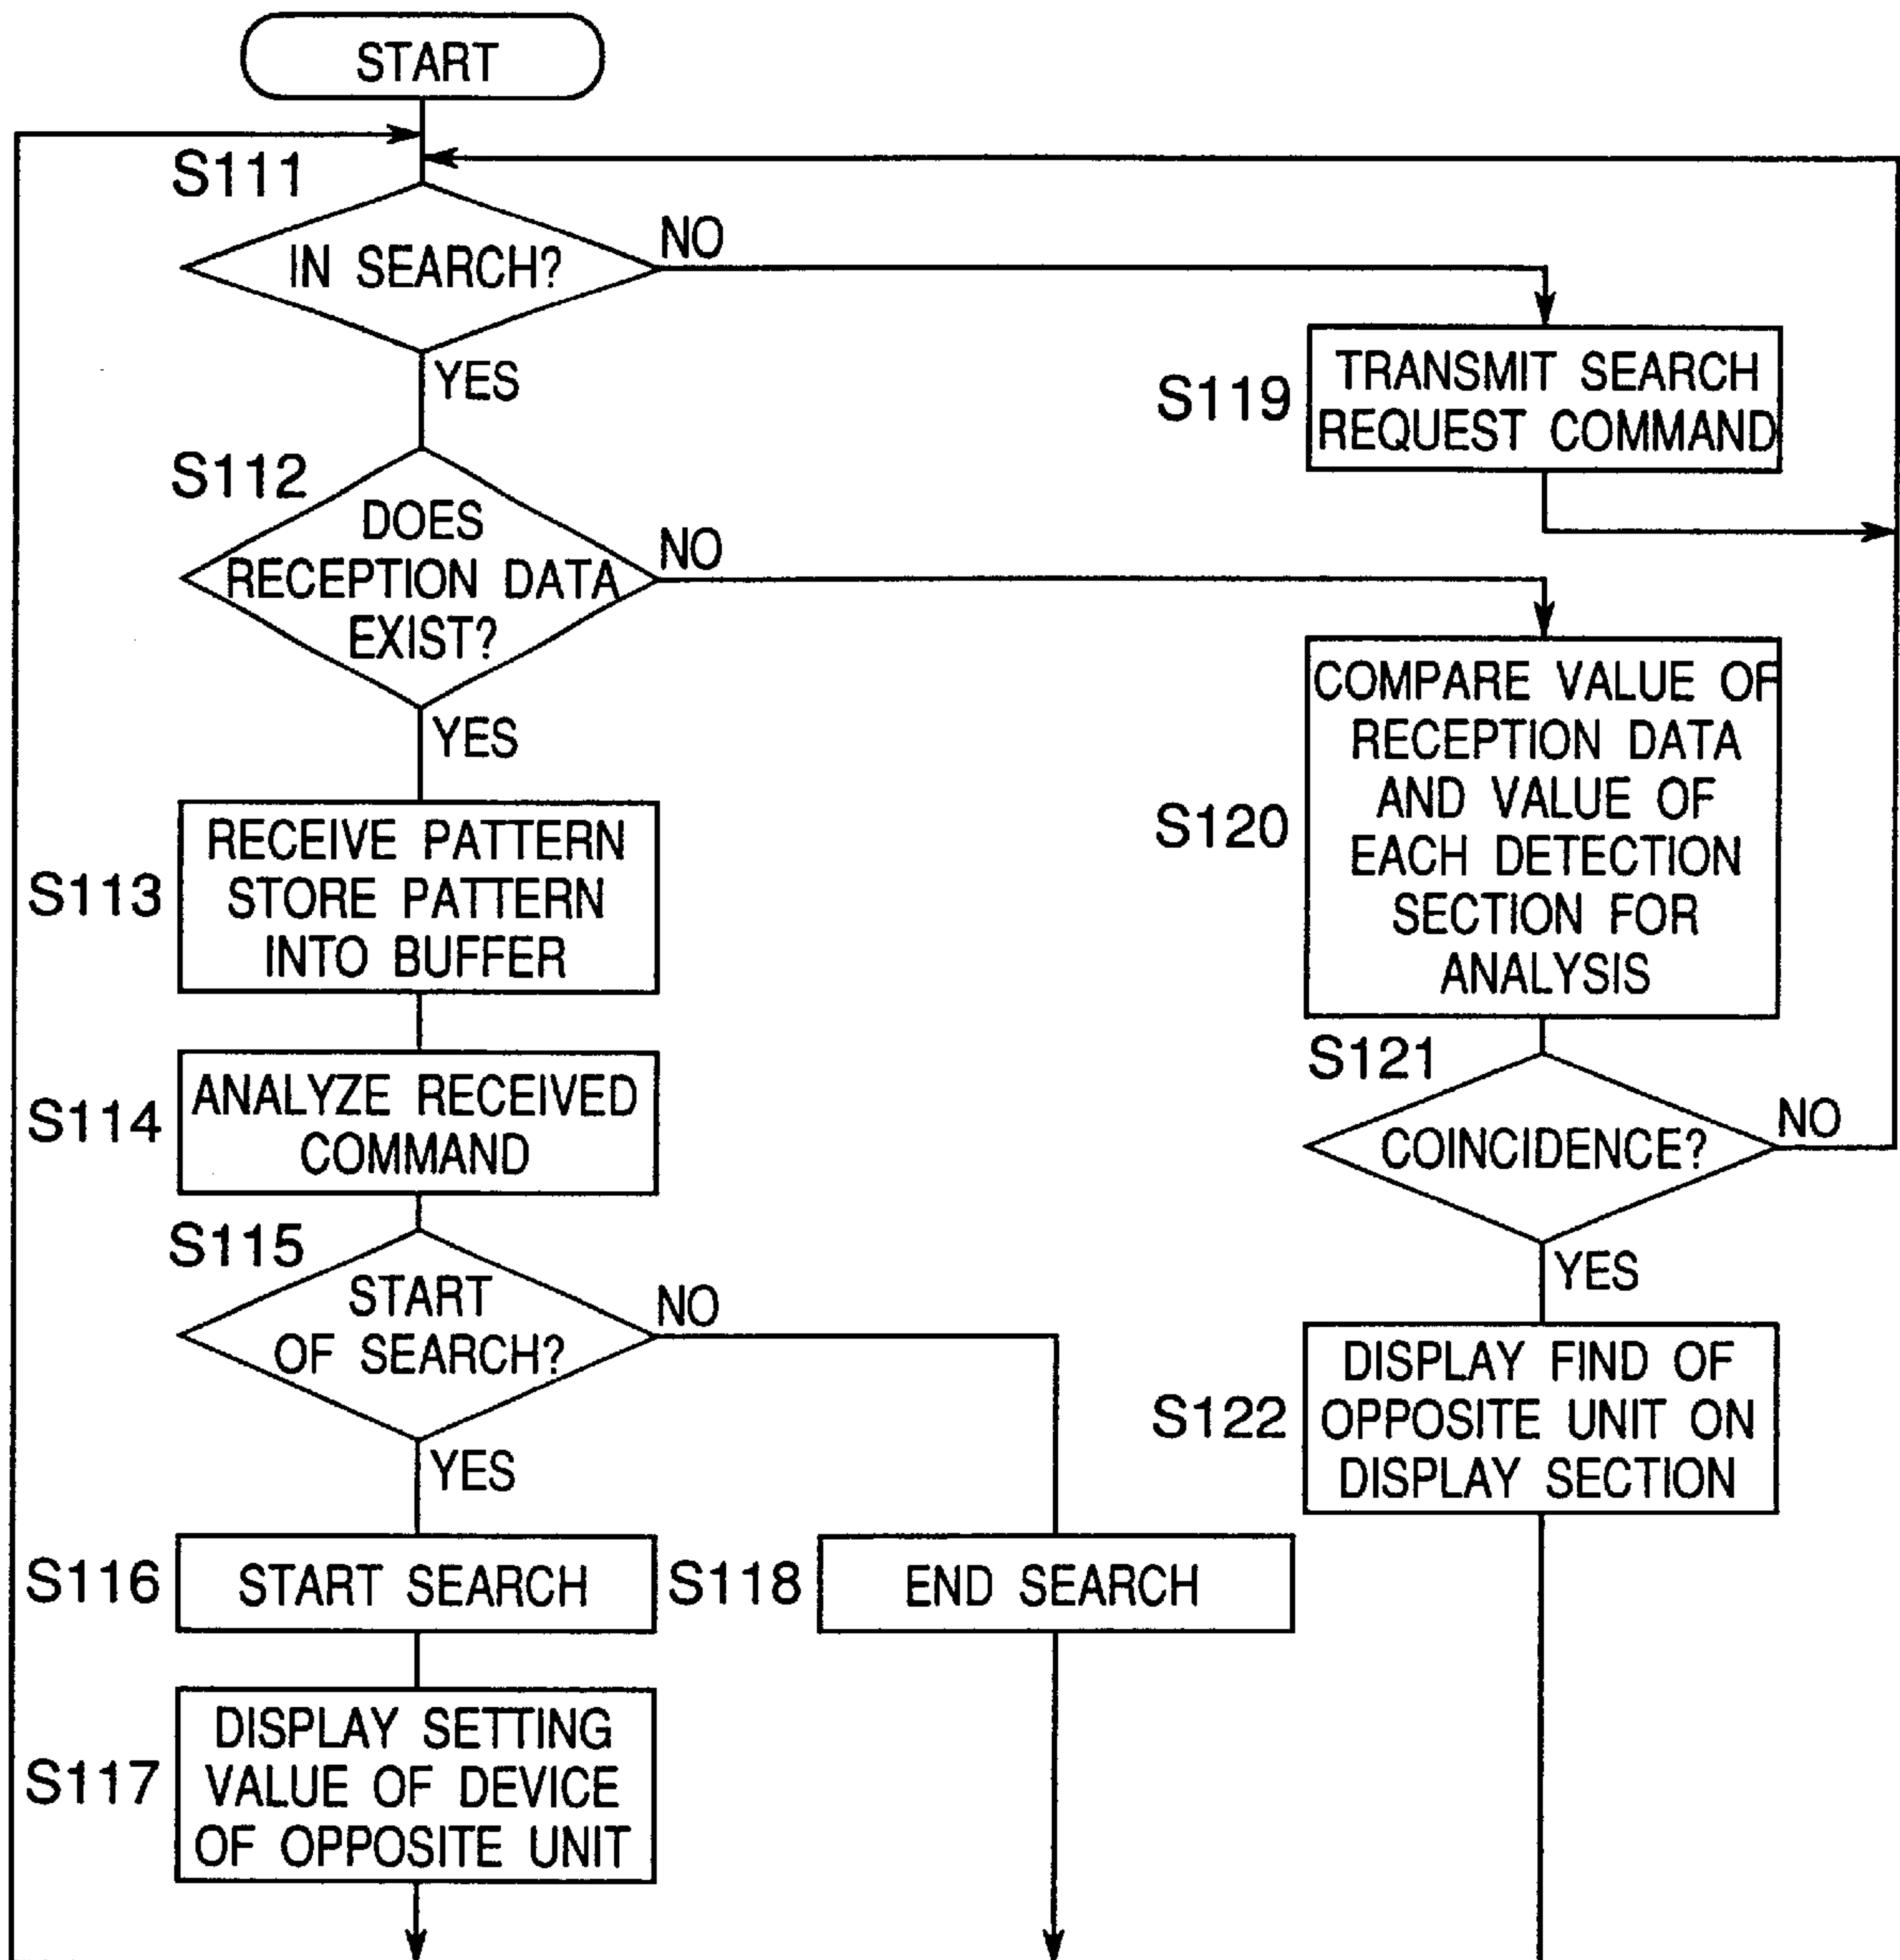 START
S111
IN SEARCH?
NO
YES
S119
TRANSMIT SEARCH
REQUEST COMMAND
S112
DOES
RECEPTION DATA
EXIST?
NO
YES
S113
RECEIVE PATTERN
STORE PATTERN
INTO BUFFER
S120
COMPARE VALUE OF
RECEPTION DATA
AND VALUE OF
EACH DETECTION
SECTION FOR
ANALYSIS
S114
ANALYZE RECEIVED
COMMAND
S121
COINCIDENCE?
NO
YES
S115
START
OF SEARCH?
NO
YES
S122
DISPLAY FIND OF
OPPOSITE UNIT ON
DISPLAY SECTION
S116
START SEARCH
S118
END SEARCH
S117
DISPLAY SETTING
VALUE OF DEVICE
OF OPPOSITE UNIT